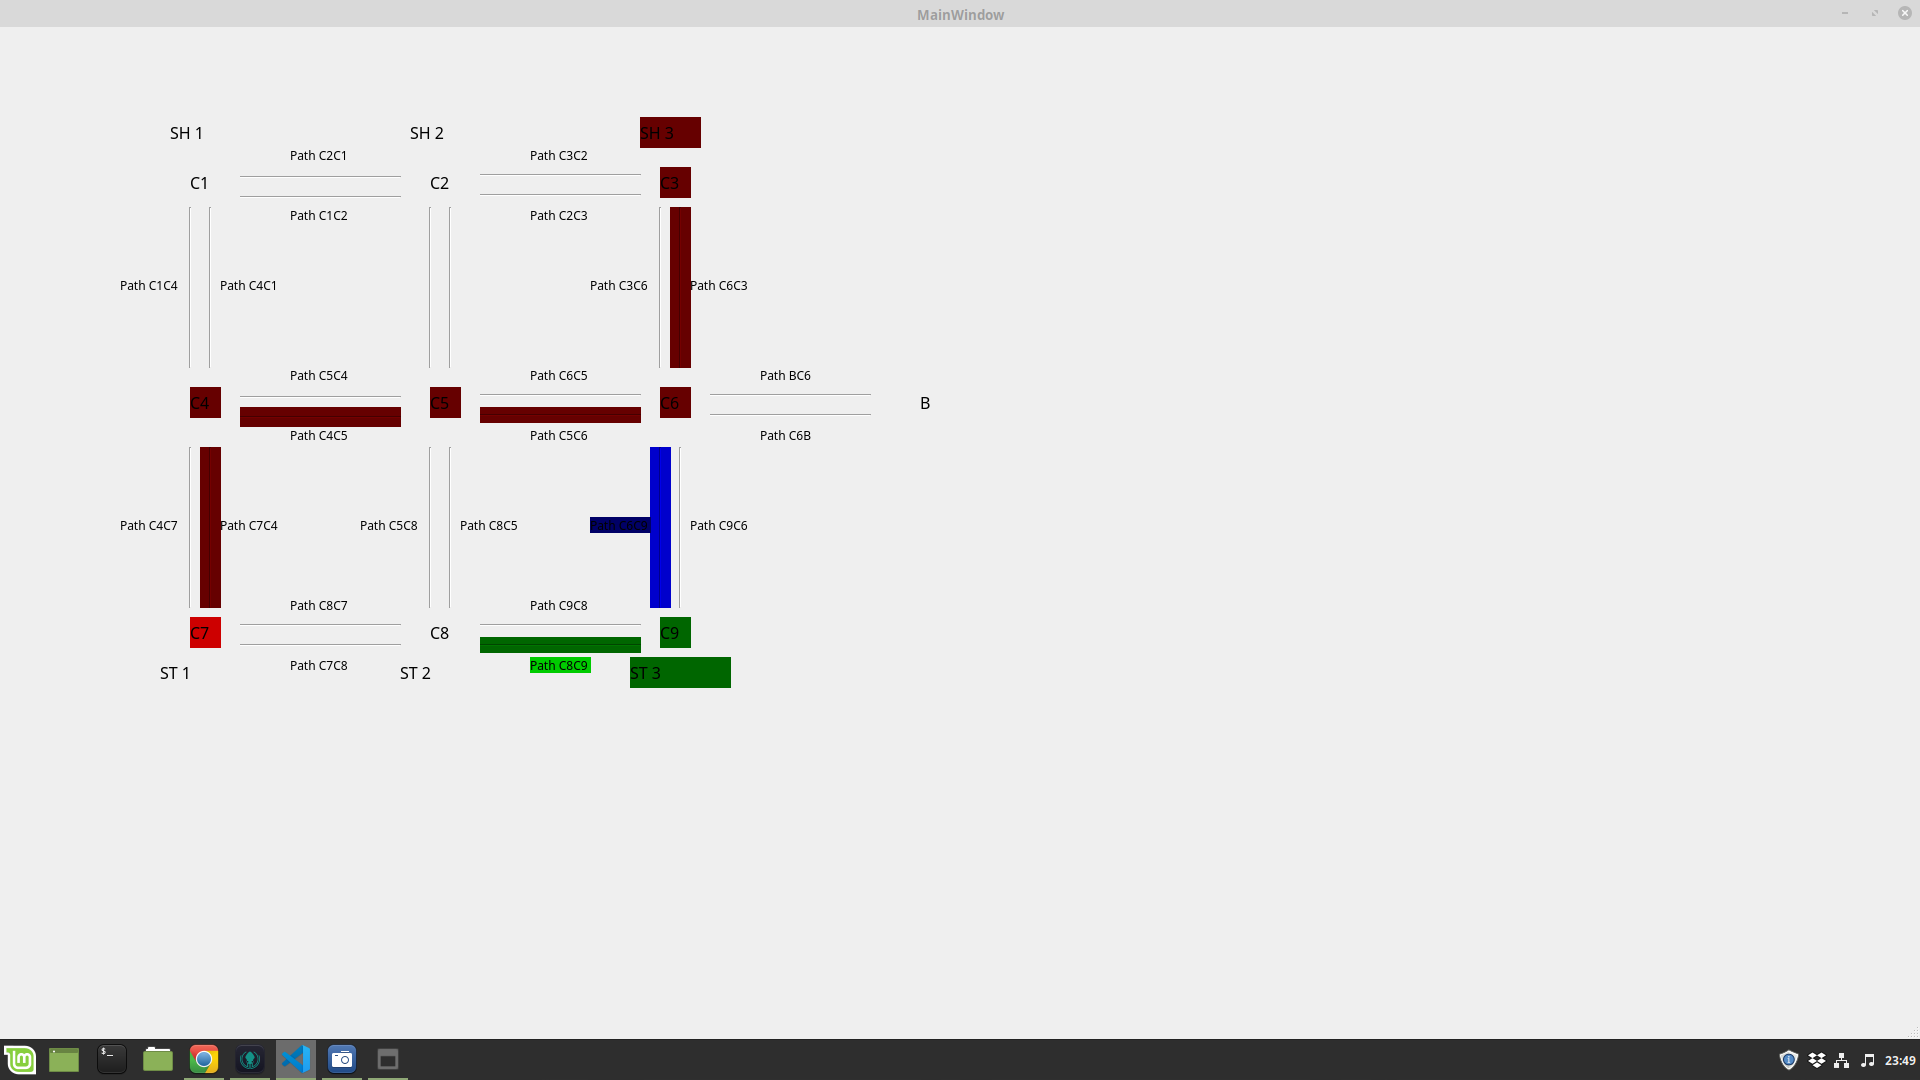 MainWindow
SH 1
SH 2
SH 3
Path C2C1
Path C3C2
C1
C2
C3
Path C1C2
Path C2C3
Path C1C4
Path C4C1
Path C3C6
Path C6C3
Path C5C4
Path C6C5
Path BC6
C4
C5
C6
B
Path C4C5
Path C5C6
Path C6B
Path C4C7
Path C7C4
Path C5C8
Path C8C5
Path C6C9
Path C9C6
Path C8C7
Path C9C8
C7
C8
C9
Path C7C8
Path C8C9
ST 1
ST 2
ST 3
23:49